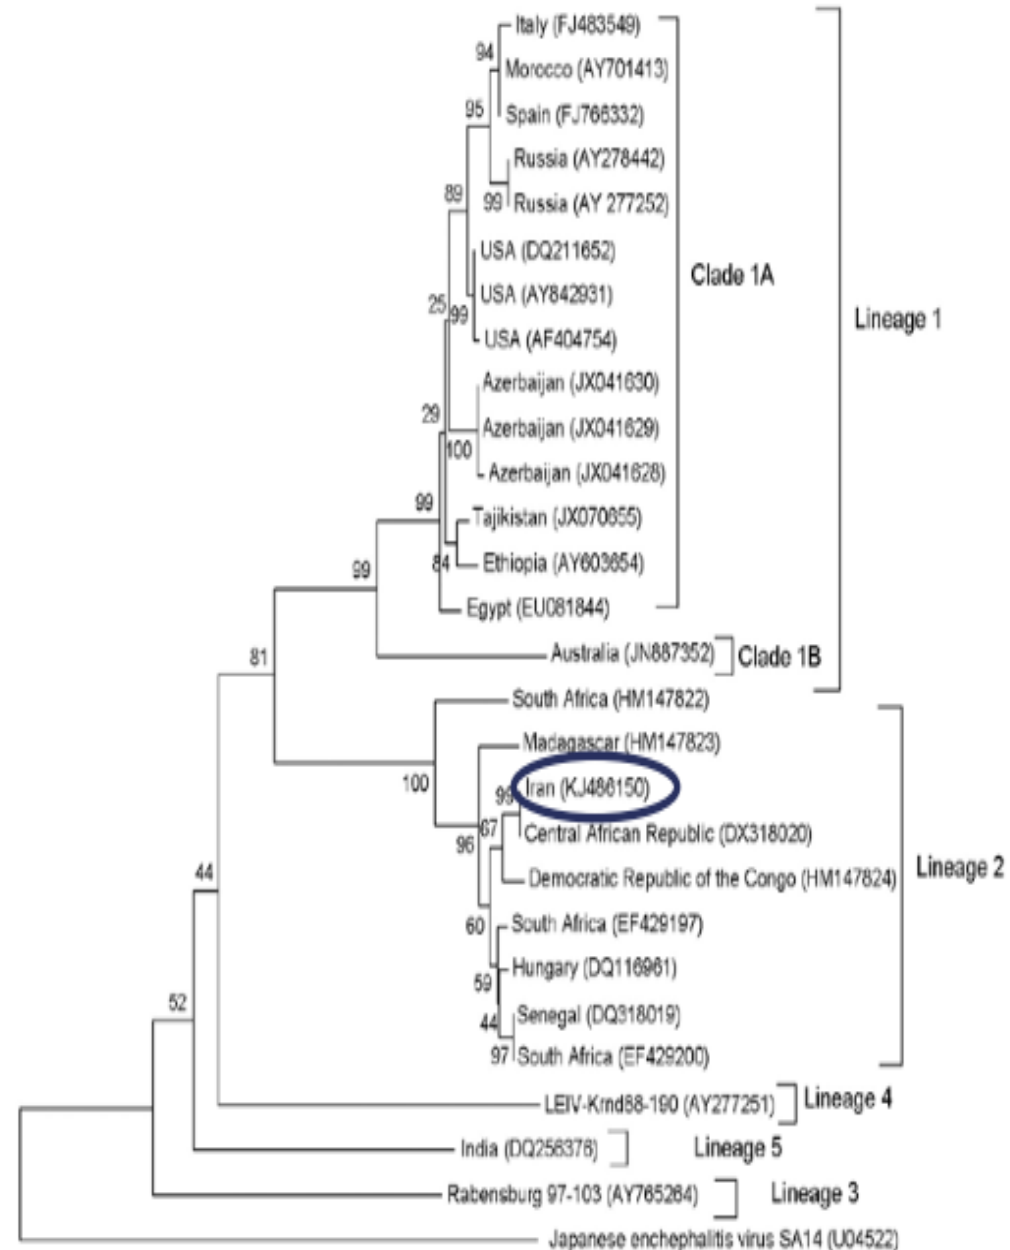 Italy (FJ483549)
94
Morocco (AY701413)
95
Spain (FJ766332)
Russia (AY278442)
89
99
Russia (AY 277252)
USA (DQ211652)
Clade 1A
USA (AY842931)
25
99
Lineage 1
USA (AF404754)
Azerbaijan (JX041630)
29
Azerbaijan (JX041629)
100
Azerbaijan (JX041628)
99
Tajikistan (JX070655)
84
Ethiopia (AY603654)
99
Egypt (EU081844)
81
Australia (JN887352)
Clade 1B
South Africa (HM147822)
Madagascar (HM147823)
100
99
Iran (KJ486150)
67
Central African Republic (DX318020)
96
44
Democratic Republic of the Congo (HM147824)
Lineage 2
60
South Africa (EF429197)
Hungary (DQ116961)
59
52
44
Senegal (DQ318019)
97
South Africa (EF429200)
LEIV-Krnd88-190 (AY277251)
Lineage 4
India (DQ256376)
Lineage 5
Rabensburg 97-103 (AY765264)
Lineage 3
Japanese enchephalitis virus SA14 (U04522)